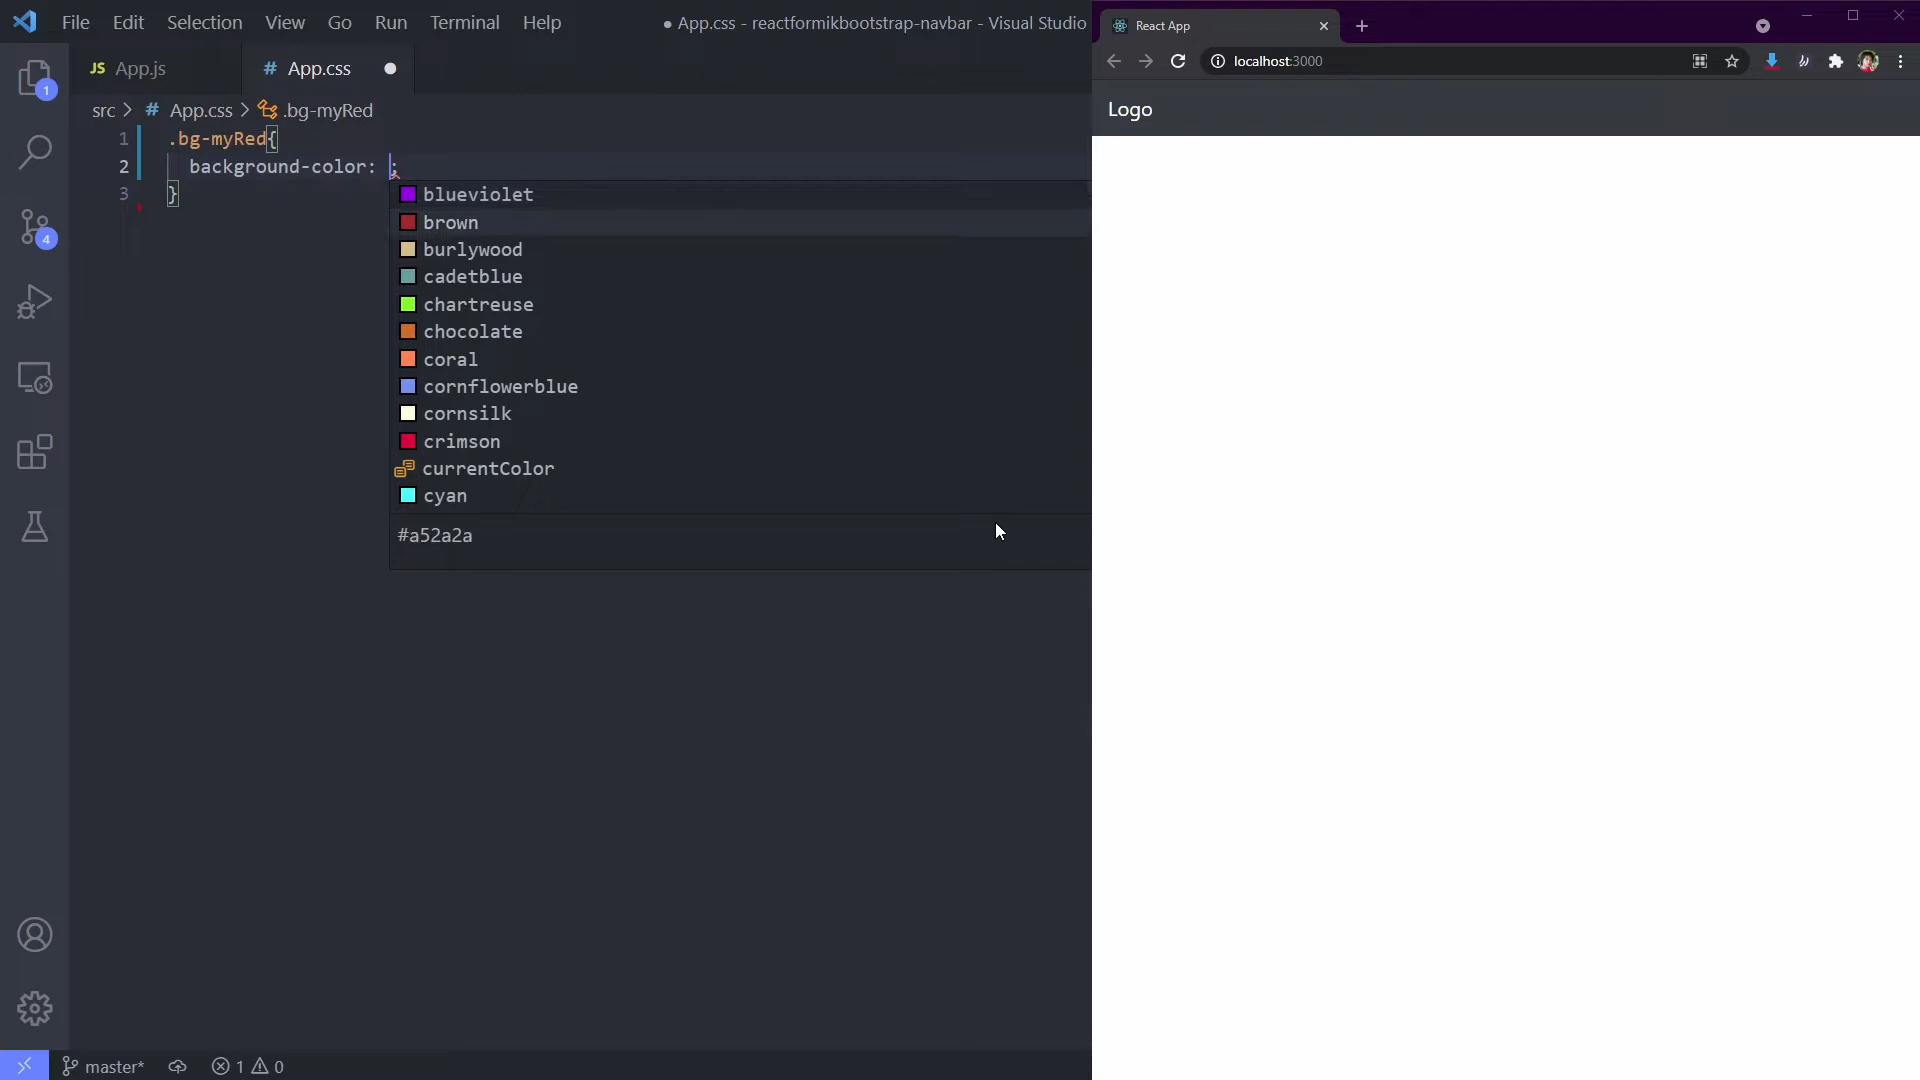 File Edit Selection View Go Run Terminal Help ● App.css - reactformikbootstrap-navbar - Visual Studio
React App
JS App.js # App.css
localhost:3000
1
src > # App.css > .bg-myRed
Logo
1 .bg-myRed{
2 background-color: ;
3 }
blueviolet
brown
4
burlywood
cadetblue
chartreuse
chocolate
coral
cornflowerblue
cornsilk
crimson
currentColor
cyan
#a52a2a
master* 1 0